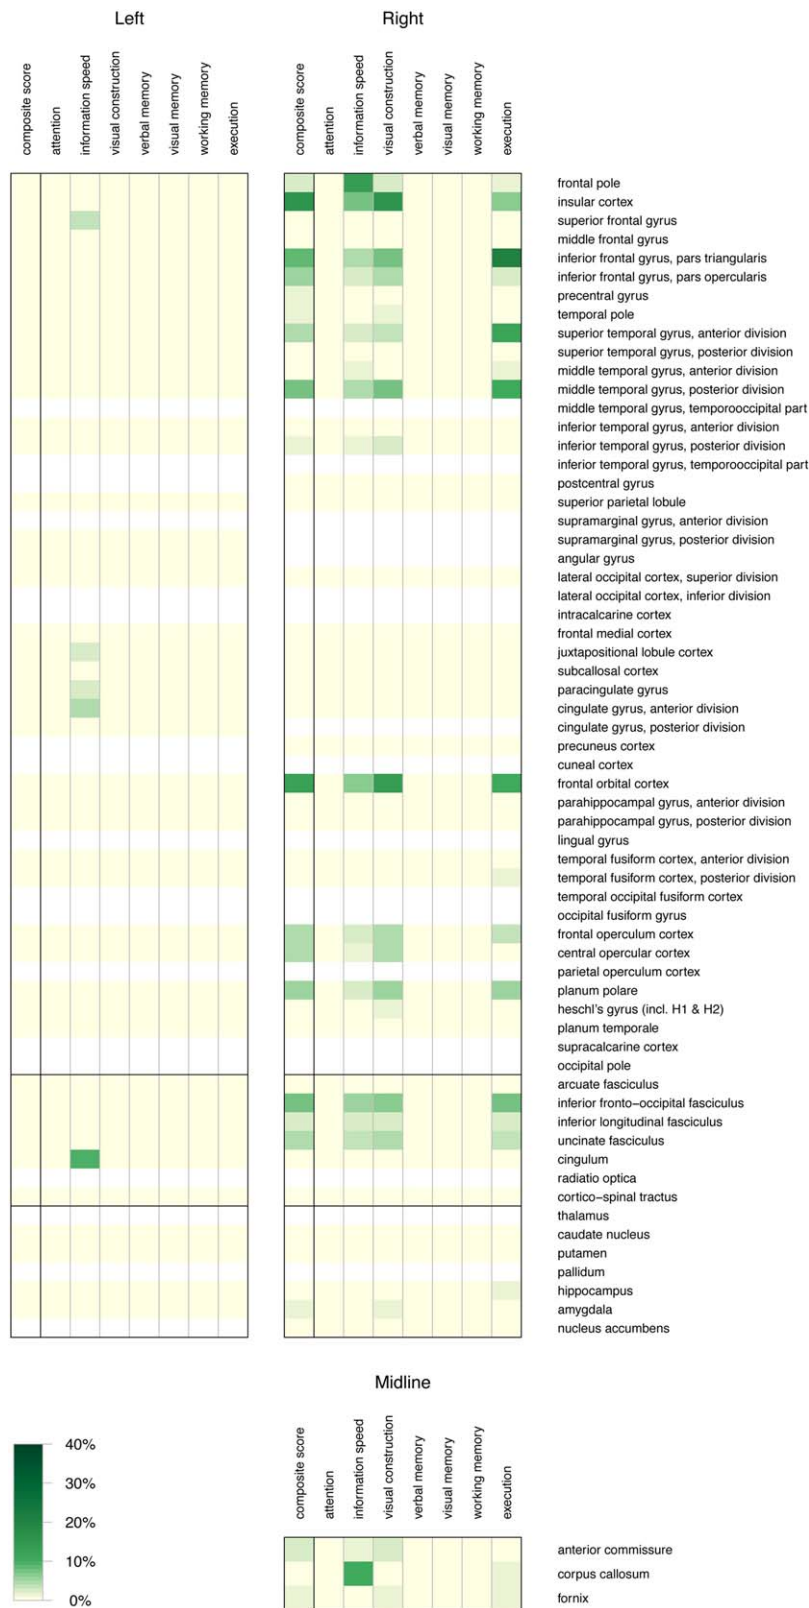 Left Right
composite score
attention
information speed
visual construction
verbal memory
visual memory
working memory
execution
composite score
attention
information speed
visual construction
verbal memory
visual memory
working memory
execution
frontal pole
insular cortex
superior frontal gyrus
middle frontal gyrus
inferior frontal gyrus, pars triangularis
inferior frontal gyrus, pars opercularis
precentral gyrus
temporal pole
superior temporal gyrus, anterior division
superior temporal gyrus, posterior division
middle temporal gyrus, anterior division
middle temporal gyrus, posterior division
middle temporal gyrus, temporooccipital part
inferior temporal gyrus, anterior division
inferior temporal gyrus, posterior division
inferior temporal gyrus, temporooccipital part
postcentral gyrus
superior parietal lobule
supramarginal gyrus, anterior division
supramarginal gyrus, posterior division
angular gyrus
lateral occipital cortex, superior division
lateral occipital cortex, inferior division
intracalcarine cortex
frontal medial cortex
juxtapositional lobule cortex
subcallosal cortex
paracingulate gyrus
cingulate gyrus, anterior division
cingulate gyrus, posterior division
precuneus cortex
cuneal cortex
frontal orbital cortex
parahippocampal gyrus, anterior division
parahippocampal gyrus, posterior division
lingual gyrus
temporal fusiform cortex, anterior division
temporal fusiform cortex, posterior division
temporal occipital fusiform cortex
occipital fusiform gyrus
frontal operculum cortex
central opercular cortex
parietal operculum cortex
planum polare
heschl's gyrus (incl. H1 & H2)
planum temporale
supracalcarine cortex
occipital pole
arcuate fasciculus
inferior fronto−occipital fasciculus
inferior longitudinal fasciculus
uncinate fasciculus
cingulum
radiatio optica
cortico−spinal tractus
thalamus
caudate nucleus
putamen
pallidum
hippocampus
amygdala
nucleus accumbens
Midline
composite score
attention
information speed
visual construction
verbal memory
visual memory
working memory
execution
40%
30%
20%
10%
0%
anterior commissure
corpus callosum
fornix